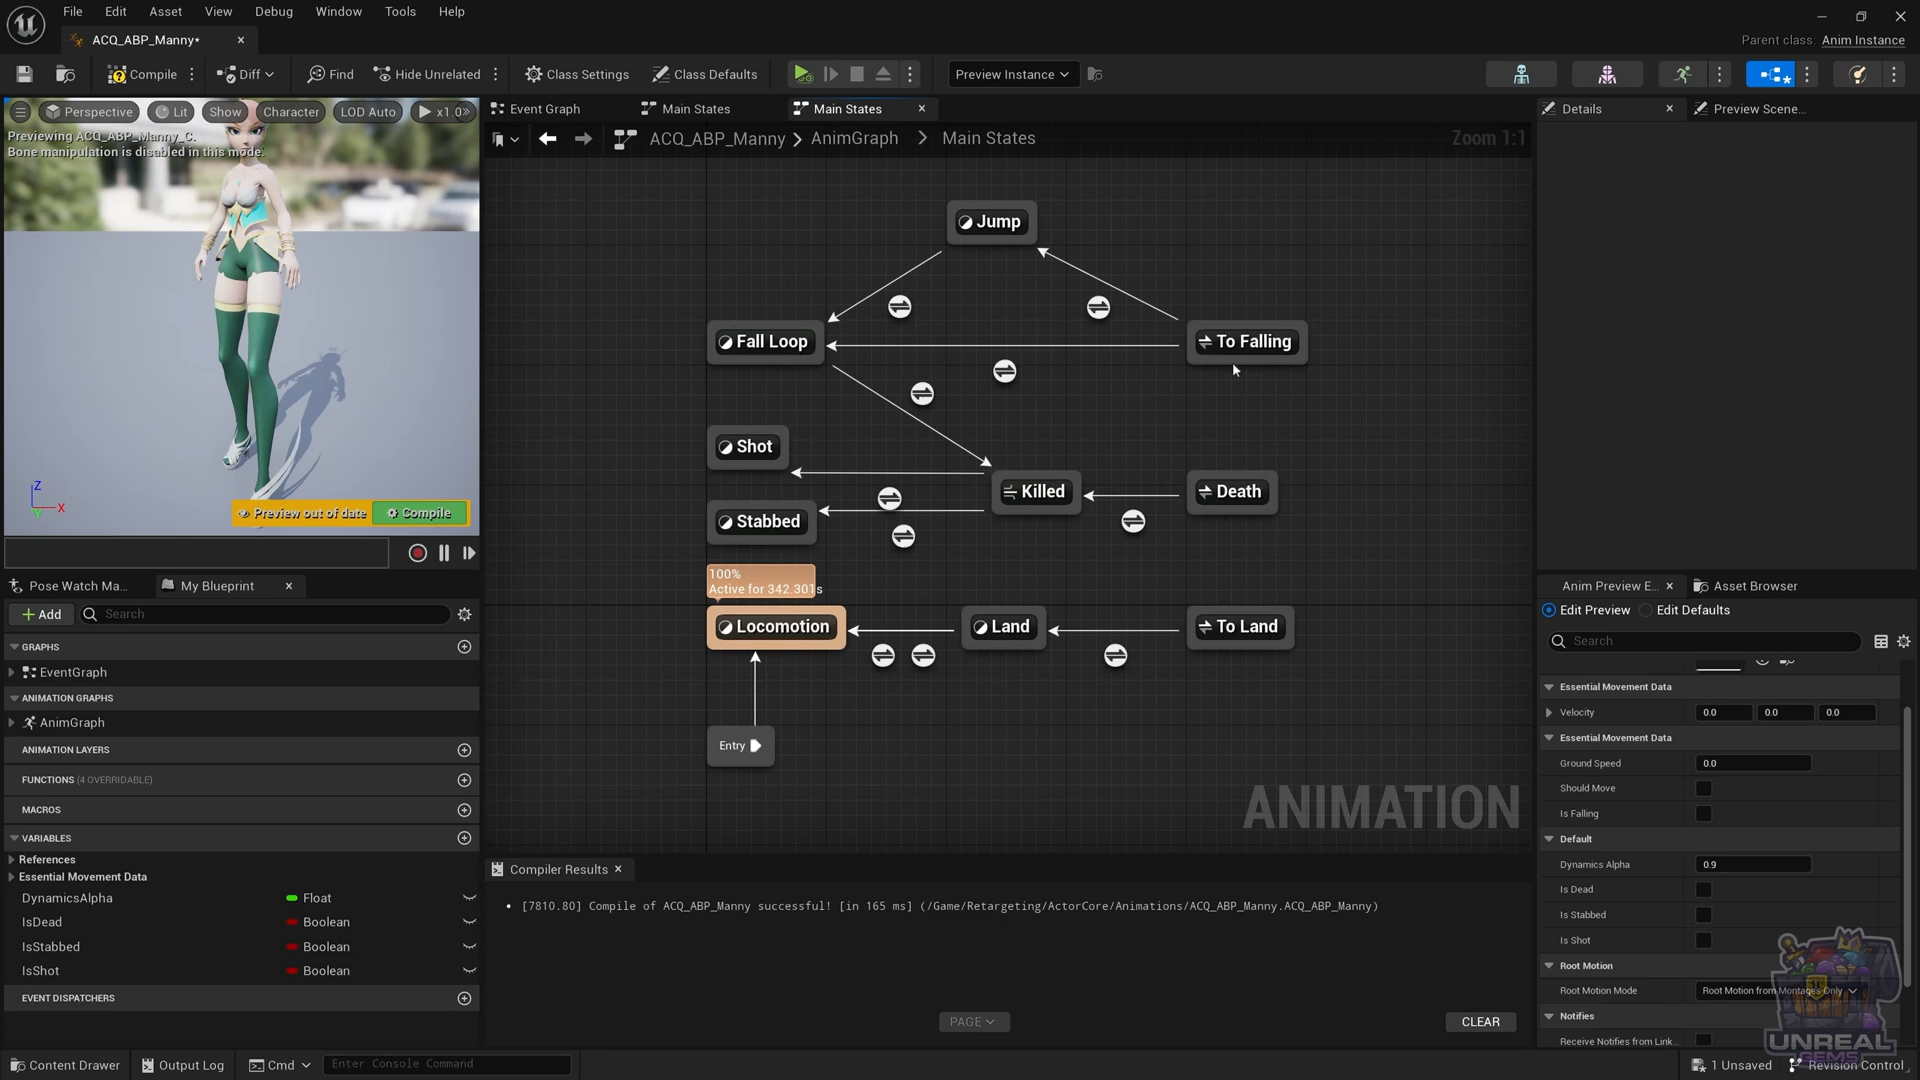 File Edit Asset View Debug Window Tools Help
ACQ_ABP_Manny*
Parent class: Anim Instance
Compile Diff Find Hide Unrelated Class Settings Class Defaults Preview Instance
Perspective Lit Show Character LOD Auto x1.0
Previewing ACQ_ABP_Manny_C.
Bone manipulation is disabled in this mode.
Z
X
Y
Preview out of date Compile
Event Graph Main States Main States
ACQ_ABP_Manny > AnimGraph > Main States
Zoom 1:1
Jump
Fall Loop
To Falling
Shot
Killed
Death
Stabbed
100%
Active for 342.301s
Locomotion
Land
To Land
Entry
ANIMATION
Pose Watch Ma... My Blueprint
Add Search
GRAPHS
EventGraph
ANIMATION GRAPHS
AnimGraph
ANIMATION LAYERS
FUNCTIONS (4 OVERRIDABLE)
MACROS
VARIABLES
References
Essential Movement Data
DynamicsAlpha Float
IsDead Boolean
IsStabbed Boolean
IsShot Boolean
EVENT DISPATCHERS
Compiler Results
[7810.80] Compile of ACQ_ABP_Manny successful! [in 165 ms] (/Game/Retargeting/ActorCore/Animations/ACQ_ABP_Manny.ACQ_ABP_Manny)
PAGE
CLEAR
Details Preview Scene...
Anim Preview E... Asset Browser
Edit Preview Edit Defaults
Search
Essential Movement Data
Velocity 0.0 0.0 0.0
Essential Movement Data
Ground Speed 0.0
Should Move
Is Falling
Default
Dynamics Alpha 0.9
Is Dead
Is Stabbed
Is Shot
Root Motion
Root Motion Mode Root Motion from Montages Only
Notifies
Receive Notifies from Link...
UNREAL
GEMS
Content Drawer Output Log Cmd Enter Console Command
1 Unsaved Revision Control